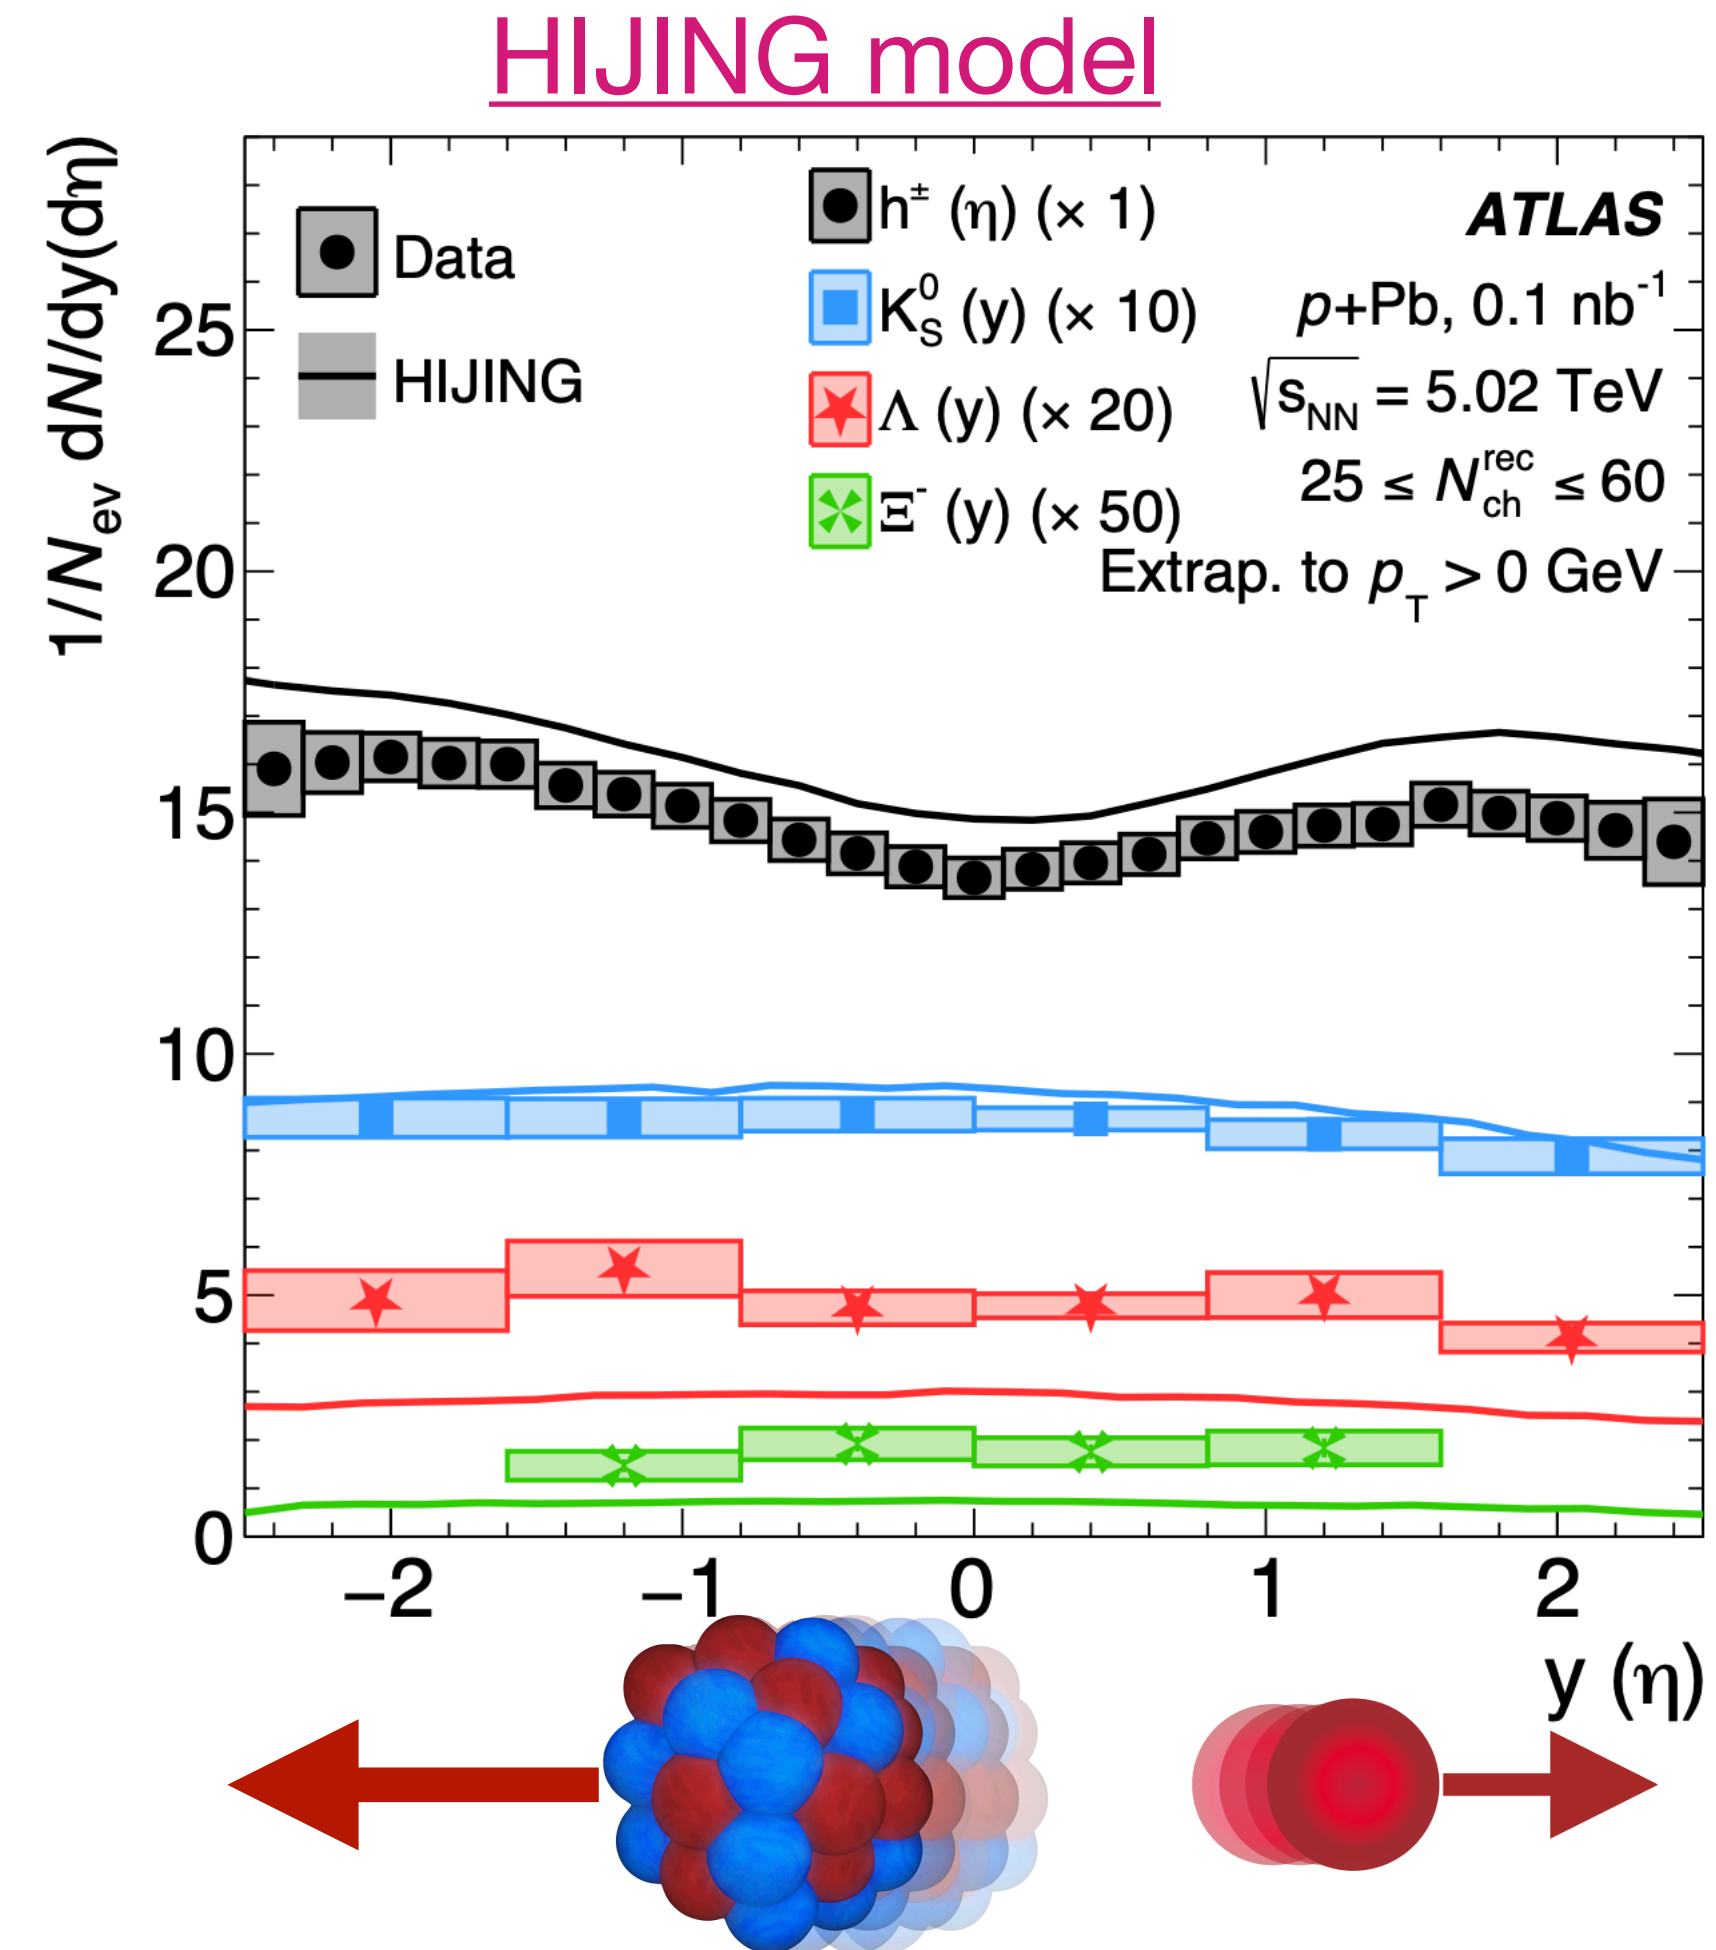 HIJING model
1/N_ev dN/dy(dη)
Data
HIJING
h± (η) (× 1)
K⁰_S (y) (× 10)
Λ (y) (× 20)
Ξ⁻ (y) (× 50)
ATLAS
p+Pb, 0.1 nb⁻¹
√s_NN = 5.02 TeV
25 ≤ N_ch^rec ≤ 60
Extrap. to p_T > 0 GeV
25
20
15
10
5
0
−2 −1 0 1 2
y (η)